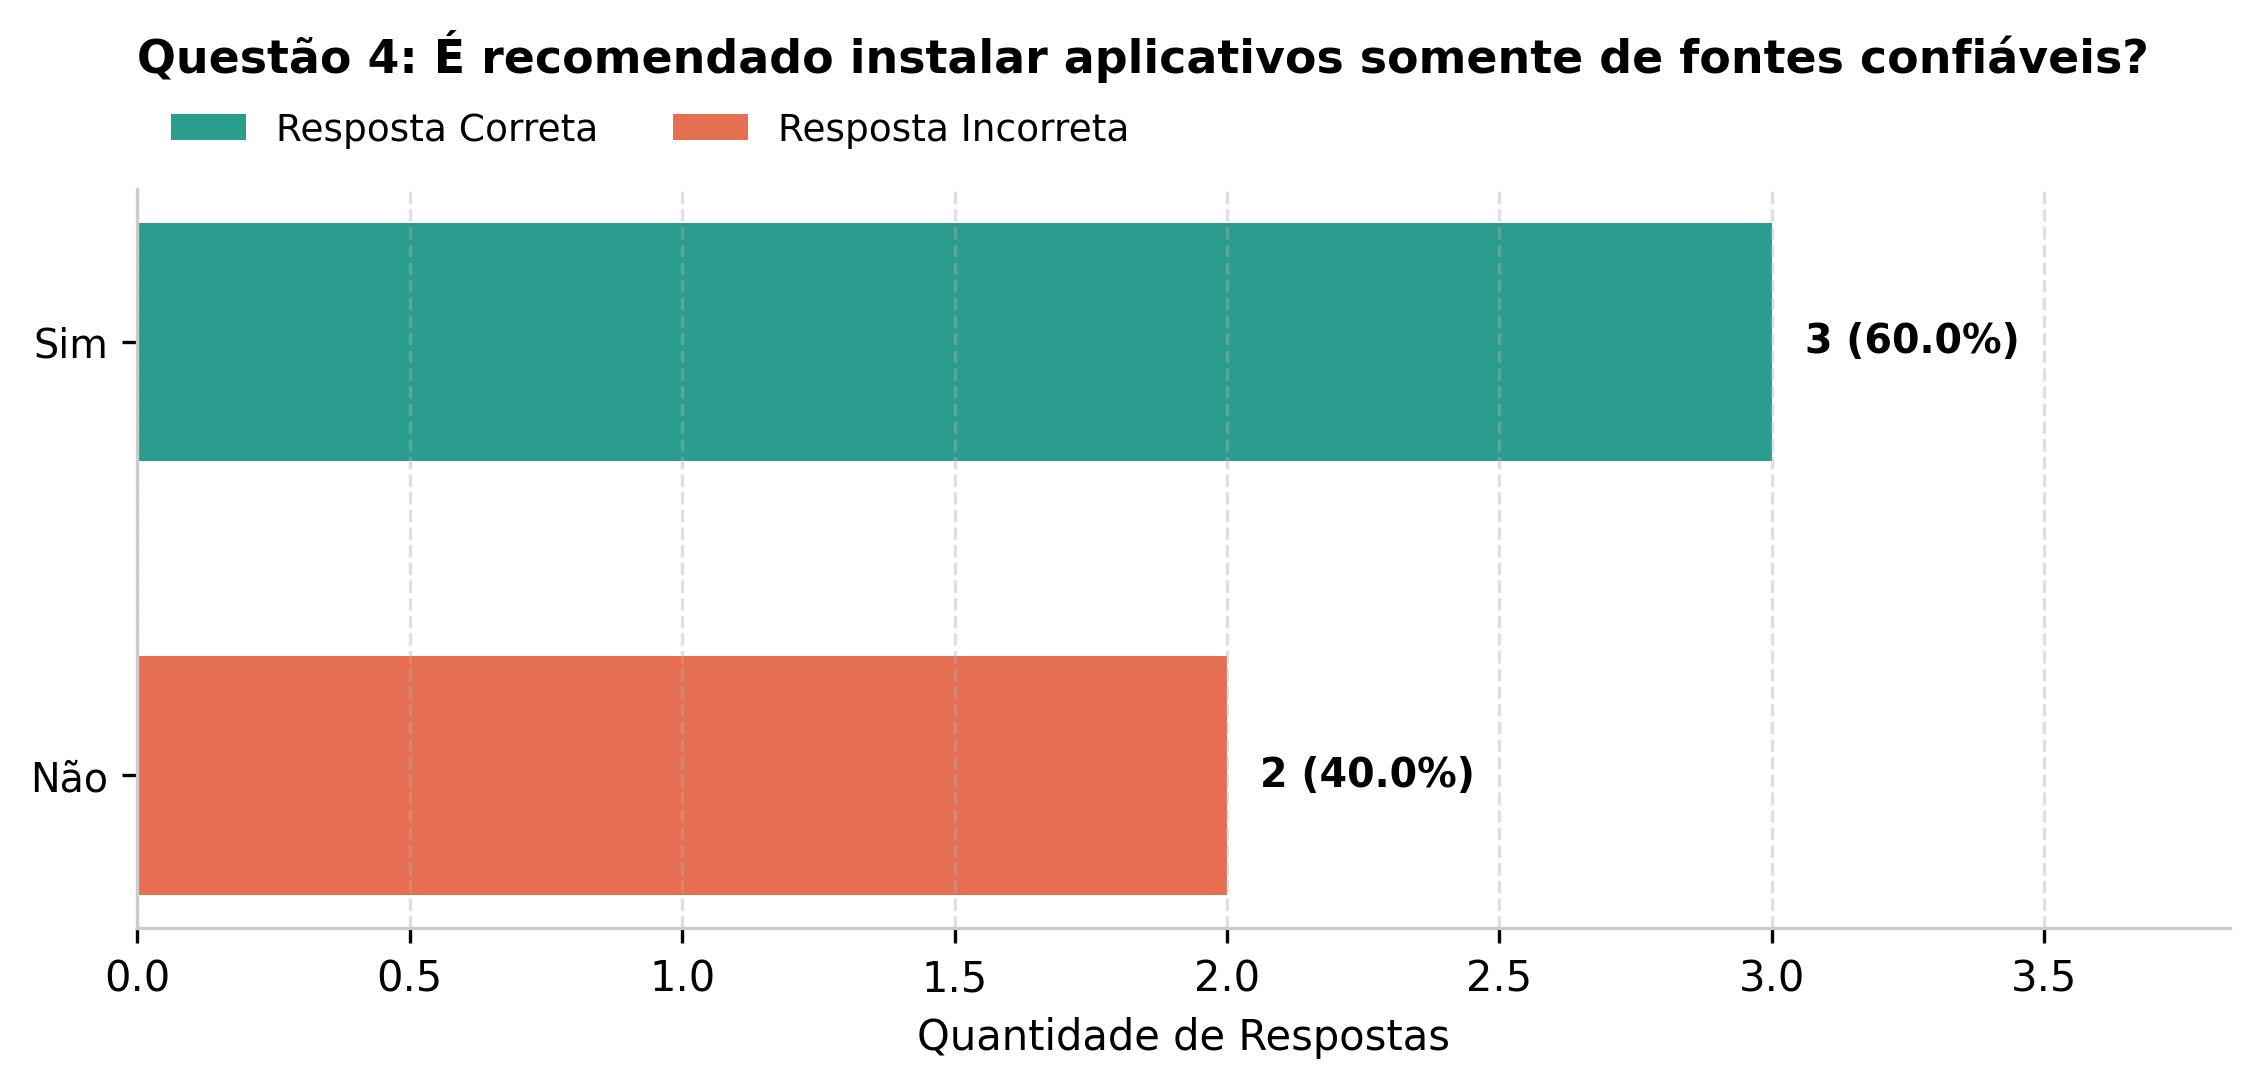 Questão 4: É recomendado instalar aplicativos somente de fontes confiáveis?
Resposta Correta Resposta Incorreta
Sim 3 (60.0%)
Não 2 (40.0%)
0.0 0.5 1.0 1.5 2.0 2.5 3.0 3.5
Quantidade de Respostas